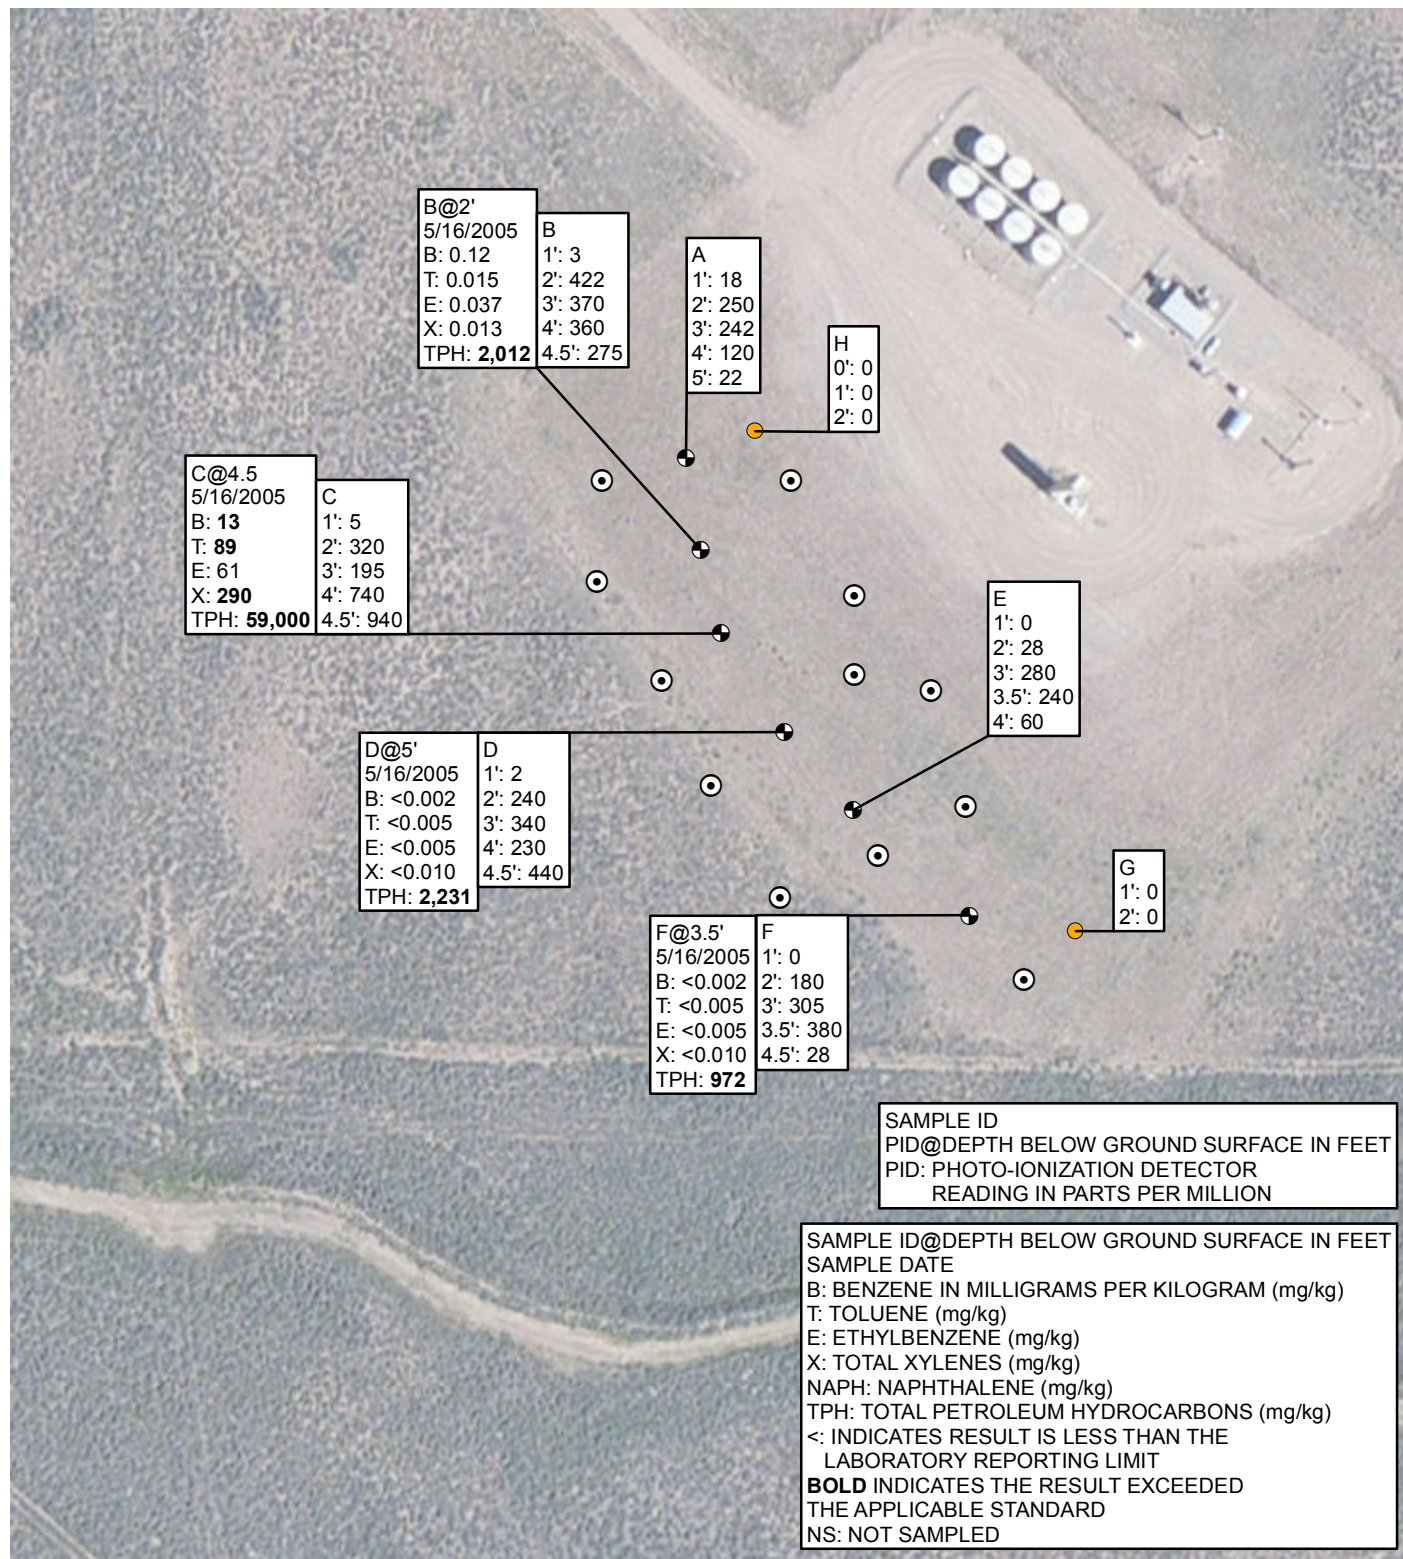 B@2'
5/16/2005
B: 0.12
T: 0.015
E: 0.037
X: 0.013
TPH: 2,012
B
1': 3
2': 422
3': 370
4': 360
4.5': 275
A
1': 18
2': 250
3': 242
4': 120
5': 22
H
0': 0
1': 0
2': 0
C@4.5
5/16/2005
B: 13
T: 89
E: 61
X: 290
TPH: 59,000
C
1': 5
2': 320
3': 195
4': 740
4.5': 940
E
1': 0
2': 28
3': 280
3.5': 240
4': 60
D@5'
5/16/2005
B: <0.002
T: <0.005
E: <0.005
X: <0.010
TPH: 2,231
D
1': 2
2': 240
3': 340
4': 230
4.5': 440
G
1': 0
2': 0
F@3.5'
5/16/2005
B: <0.002
T: <0.005
E: <0.005
X: <0.010
TPH: 972
F
1': 0
2': 180
3': 305
3.5': 380
4.5': 28
SAMPLE ID
PID@DEPTH BELOW GROUND SURFACE IN FEET
PID: PHOTO-IONIZATION DETECTOR
READING IN PARTS PER MILLION
SAMPLE ID@DEPTH BELOW GROUND SURFACE IN FEET
SAMPLE DATE
B: BENZENE IN MILLIGRAMS PER KILOGRAM (mg/kg)
T: TOLUENE (mg/kg)
E: ETHYLBENZENE (mg/kg)
X: TOTAL XYLENES (mg/kg)
NAPH: NAPHTHALENE (mg/kg)
TPH: TOTAL PETROLEUM HYDROCARBONS (mg/kg)
<: INDICATES RESULT IS LESS THAN THE
LABORATORY REPORTING LIMIT
BOLD INDICATES THE RESULT EXCEEDED
THE APPLICABLE STANDARD
NS: NOT SAMPLED